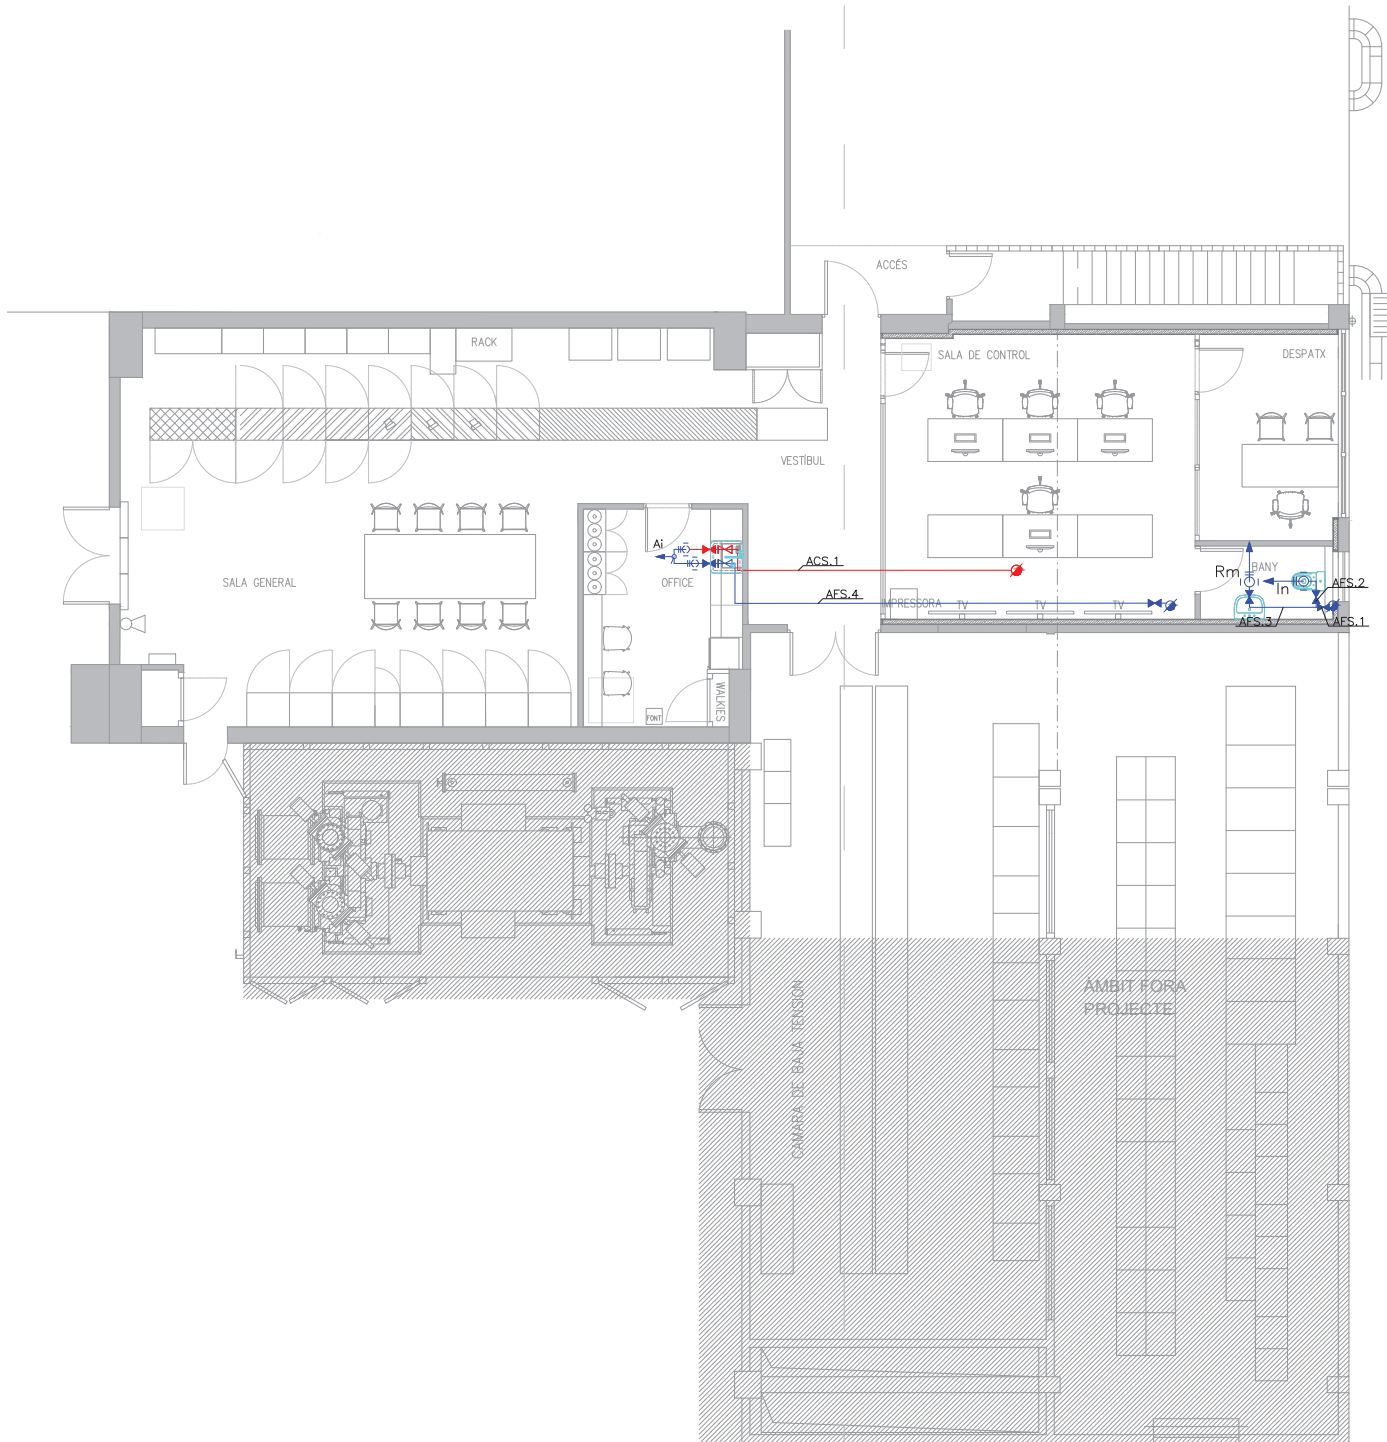 ACCÉS
RACK
SALA DE CONTROL
DESPATX
VESTÍBUL
Ai
ACS.1
BANY
Rm
In
SALA GENERAL
OFFICE
AFS.2
AFS.4
IMPRESSORA
TV
TV
TV
AFS.3
AFS.1
WALKIES
FONT
ÀMBIT FORA
PROJECTE
CAMARA DE BAJA TENSION